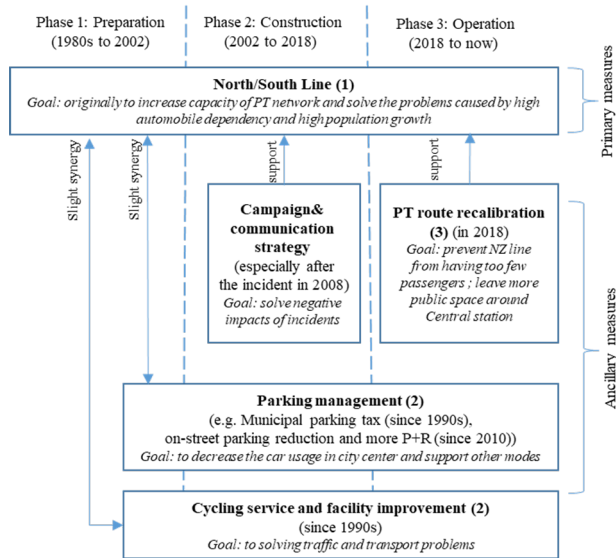 Phase 1: Preparation
(1980s to 2002)
Phase 2: Construction
(2002 to 2018)
Phase 3: Operation
(2018 to now)
North/South Line (1)
Goal: originally to increase capacity of PT network and solve the problems caused by high
automobile dependency and high population growth
Primary measures
Slight synergy
Slight synergy
support
support
Campaign&
communication
strategy
(especially after
the incident in 2008)
Goal: solve negative
impacts of incidents
PT route recalibration
(3) (in 2018)
Goal: prevent NZ line
from having too few
passengers ; leave more
public space around
Central station
Ancillary measures
Parking management (2)
(e.g. Municipal parking tax (since 1990s),
on-street parking reduction and more P+R (since 2010))
Goal: to decrease the car usage in city center and support other modes
Cycling service and facility improvement (2)
(since 1990s)
Goal: to solving traffic and transport problems